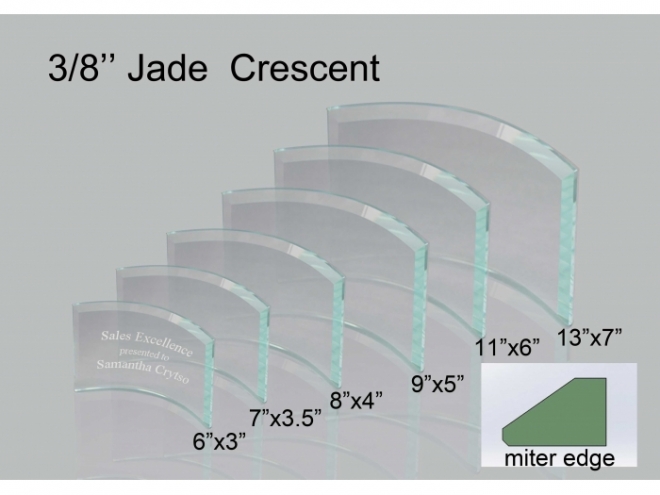 3/8’’ Jade Crescent
Sales Excellence
presented to
Samantha Crytso
6”x3”
7”x3.5”
8”x4”
9”x5”
11”x6”
13”x7”
miter edge